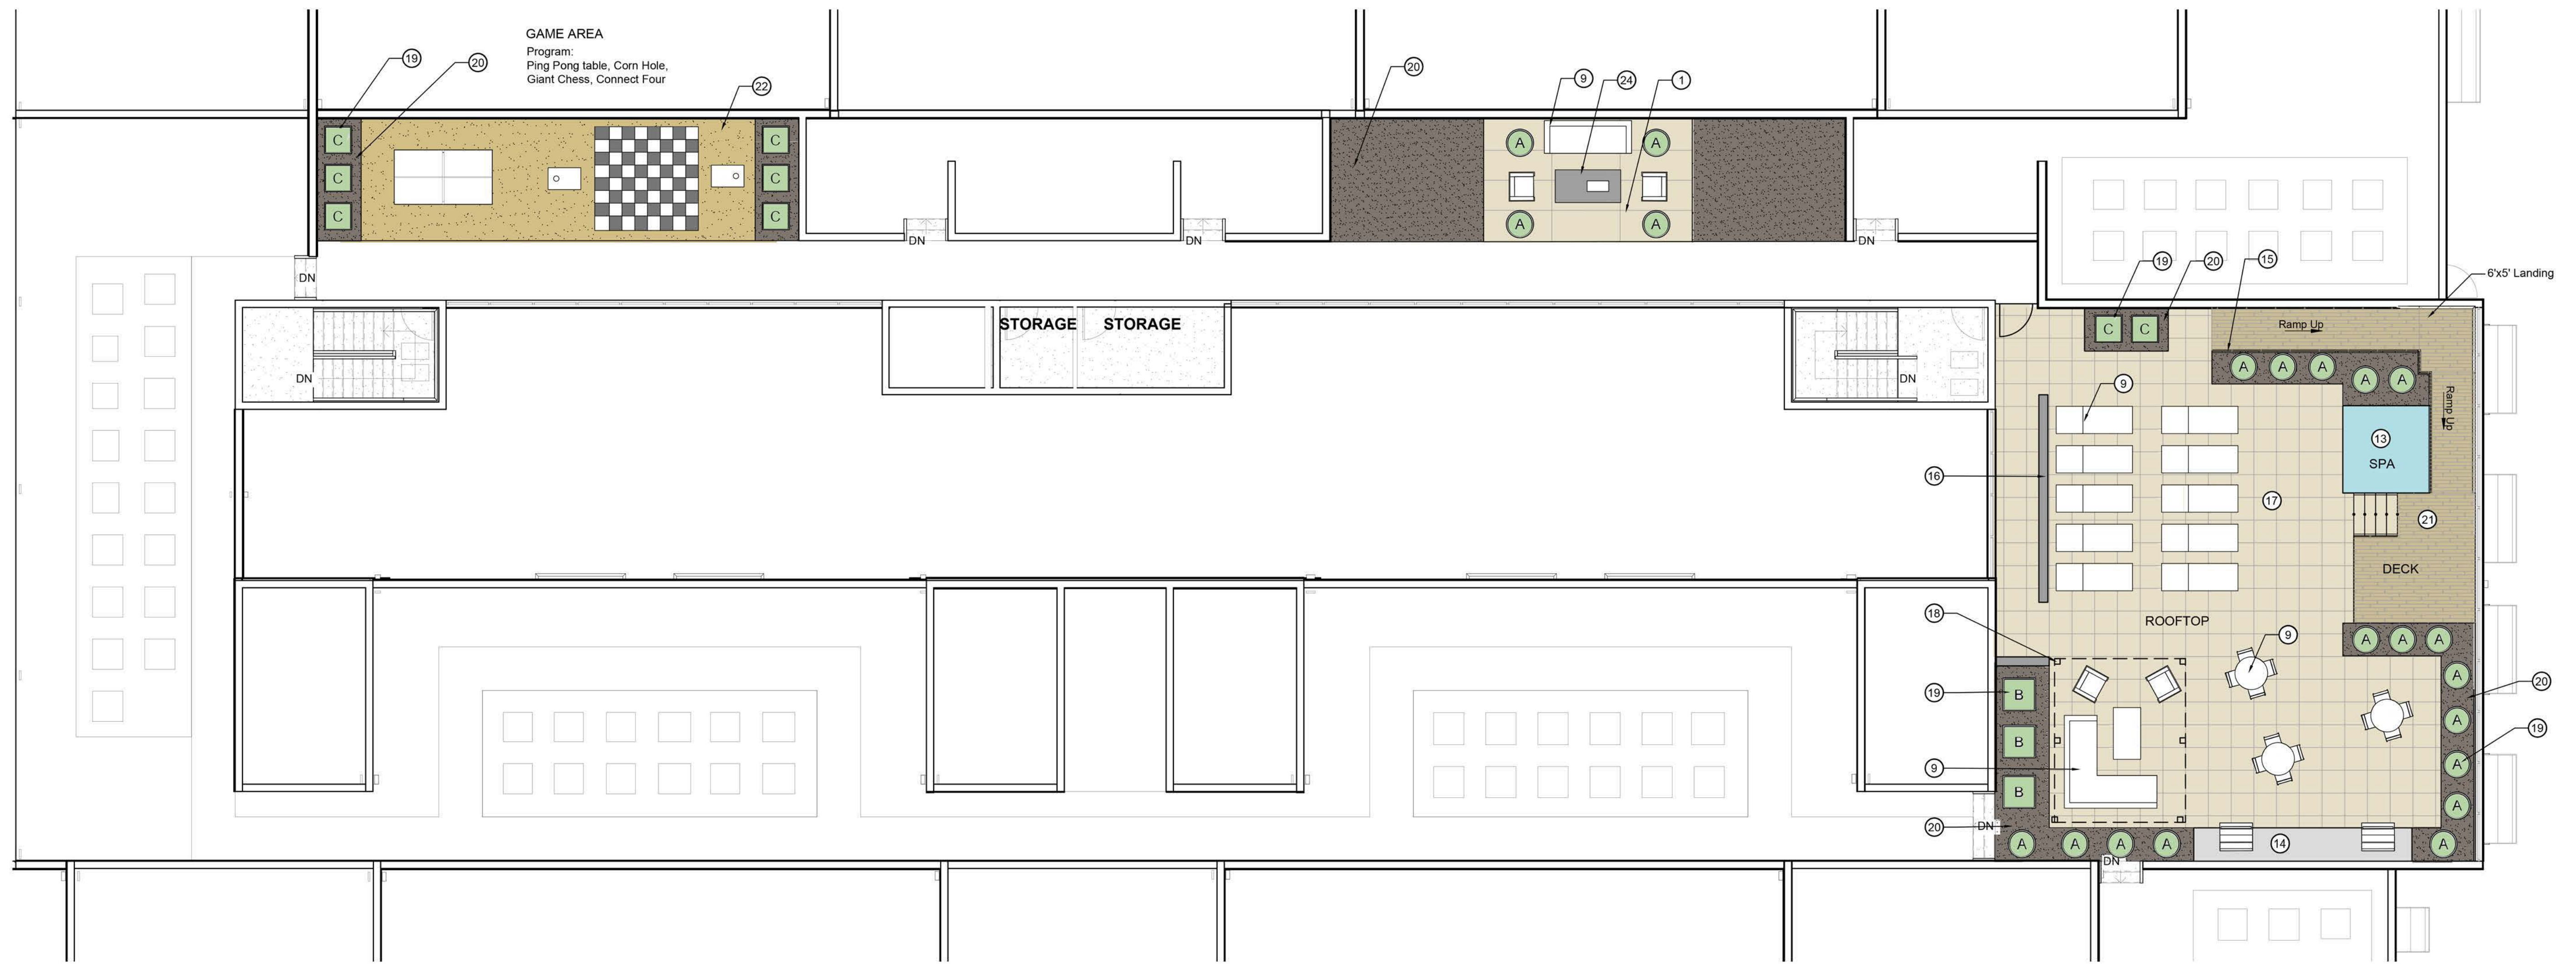 GAME AREA
Program:
Ping Pong table, Corn Hole,
Giant Chess, Connect Four
19
20
22
20
9
24
1
C
C
C
C
C
C
A
A
A
A
DN
DN
DN
DN
19
20
15
6'x5' Landing
STORAGE
STORAGE
DN
DN
C
C
Ramp Up
A
A
A
A
A
Ramp Up
9
13
SPA
16
17
21
DECK
18
ROOFTOP
9
A
A
A
19
B
B
B
A
A
A
A
20
19
9
20
DN
A
A
A
A
14
A
DN